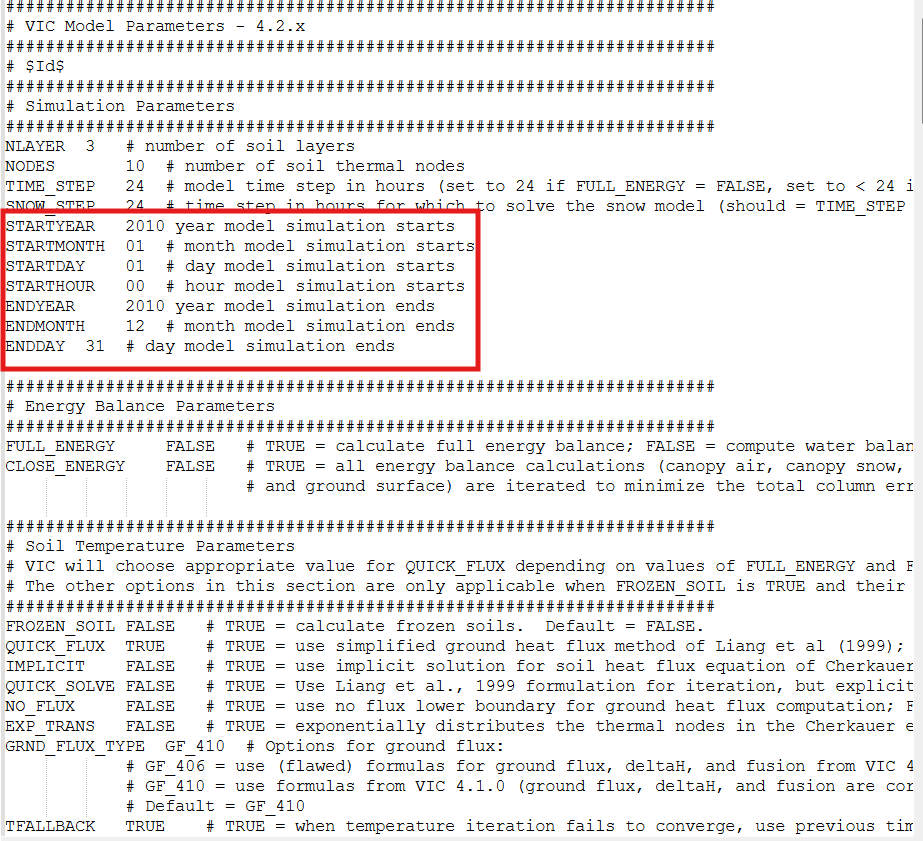 #######################################################################
# VIC Model Parameters - 4.2.x
#######################################################################
# $Id$
#######################################################################
# Simulation Parameters
#######################################################################
NLAYER  3   # number of soil layers
NODES       10  # number of soil thermal nodes
TIME_STEP   24  # model time step in hours (set to 24 if FULL_ENERGY = FALSE, set to < 24 i
SNOW_STEP   24  # time step in hours for which to solve the snow model (should = TIME_STEP
STARTYEAR   2010 year model simulation starts
STARTMONTH  01  # month model simulation starts
STARTDAY    01  # day model simulation starts
STARTHOUR   00  # hour model simulation starts
ENDYEAR     2010 year model simulation ends
ENDMONTH    12  # month model simulation ends
ENDDAY  31  # day model simulation ends
#######################################################################
# Energy Balance Parameters
#######################################################################
FULL_ENERGY     FALSE   # TRUE = calculate full energy balance; FALSE = compute water balan
CLOSE_ENERGY    FALSE   # TRUE = all energy balance calculations (canopy air, canopy snow,
# and ground surface) are iterated to minimize the total column err
#######################################################################
# Soil Temperature Parameters
# VIC will choose appropriate value for QUICK_FLUX depending on values of FULL_ENERGY and F
# The other options in this section are only applicable when FROZEN_SOIL is TRUE and their
#######################################################################
FROZEN_SOIL FALSE   # TRUE = calculate frozen soils.  Default = FALSE.
QUICK_FLUX  TRUE    # TRUE = use simplified ground heat flux method of Liang et al (1999);
IMPLICIT    FALSE   # TRUE = use implicit solution for soil heat flux equation of Cherkauer
QUICK_SOLVE FALSE   # TRUE = Use Liang et al., 1999 formulation for iteration, but explicit
NO_FLUX     FALSE   # TRUE = use no flux lower boundary for ground heat flux computation; F
EXP_TRANS   FALSE   # TRUE = exponentially distributes the thermal nodes in the Cherkauer e
GRND_FLUX_TYPE  GF_410  # Options for ground flux:
# GF_406 = use (flawed) formulas for ground flux, deltaH, and fusion from VIC 4
# GF_410 = use formulas from VIC 4.1.0 (ground flux, deltaH, and fusion are cor
# Default = GF_410
TFALLBACK   TRUE    # TRUE = when temperature iteration fails to converge, use previous tim